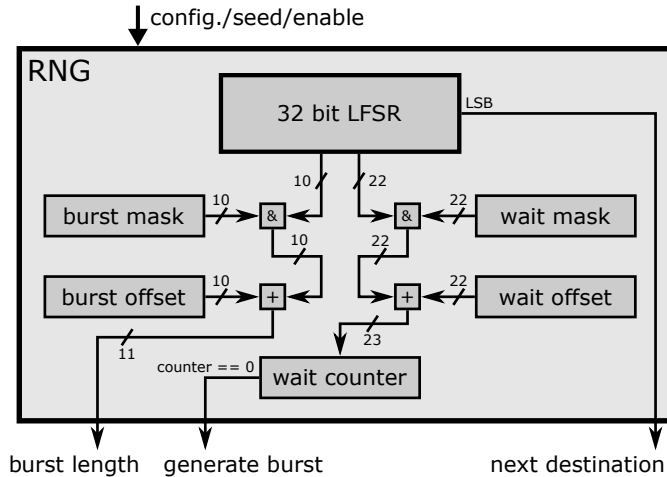 config./seed/enable
RNG
32 bit LFSR
LSB
10
22
burst mask
10
&
&
22
wait mask
10
22
burst offset
10
+
+
22
wait offset
11
23
counter == 0
wait counter
burst length
generate burst
next destination